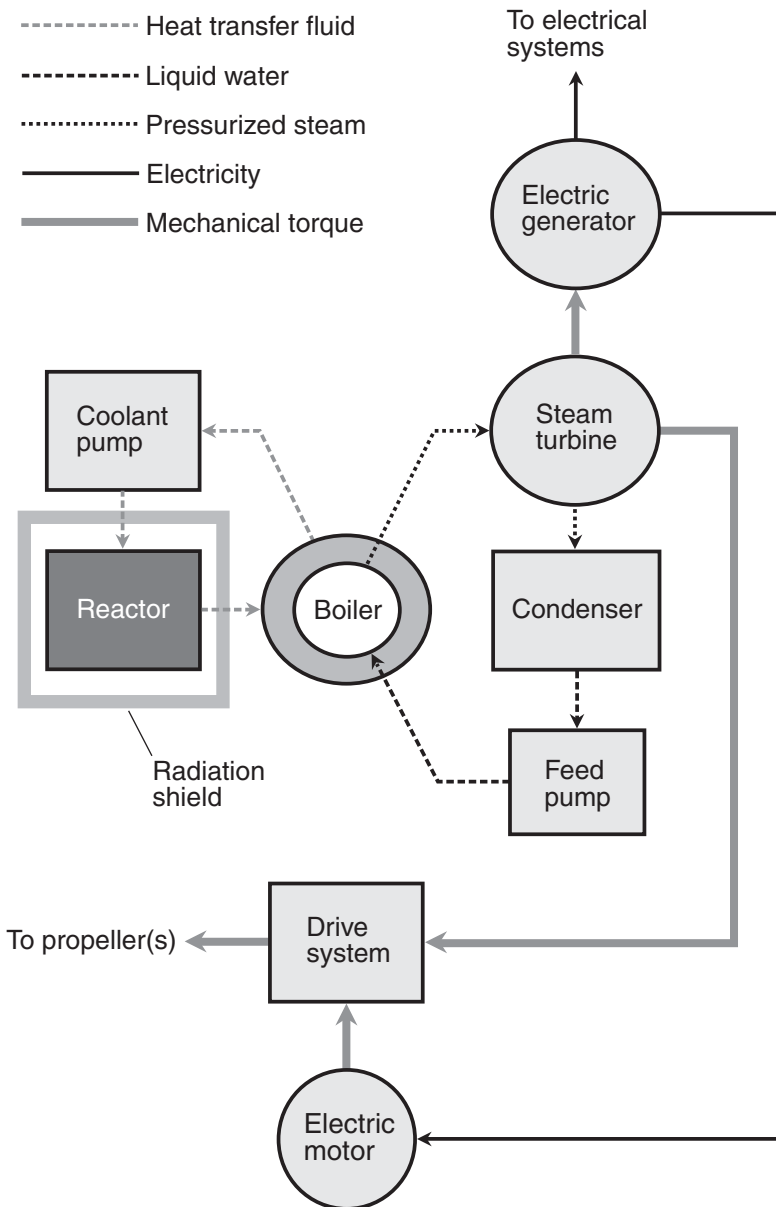 Heat transfer fluid
Liquid water
Pressurized steam
Electricity
Mechanical torque
To electrical
systems
Electric
generator
Steam
turbine
Coolant
pump
Reactor
Boiler
Condenser
Radiation
shield
Feed
pump
To propeller(s)
Drive
system
Electric
motor